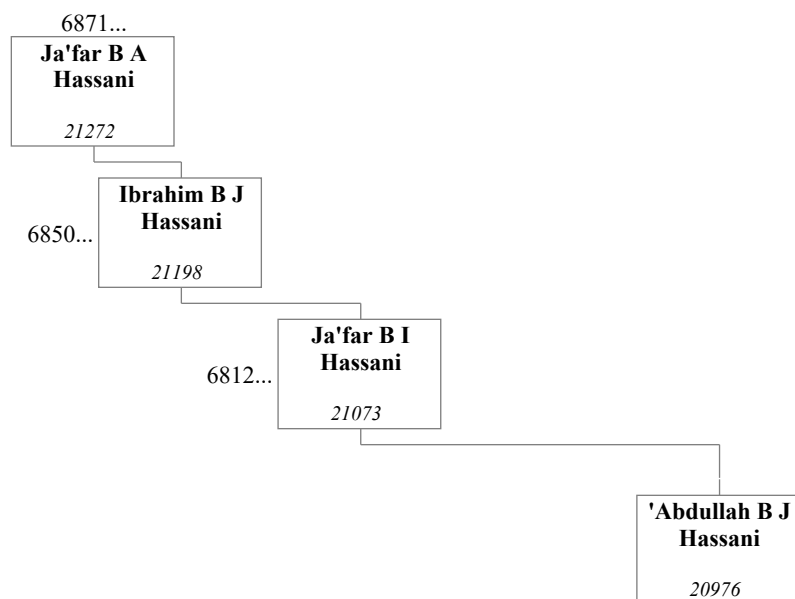 6871...
Ja'far B A
Hassani
21272
Ibrahim B J
Hassani
6850...
21198
Ja'far B I
Hassani
6812...
21073
'Abdullah B J
Hassani
20976